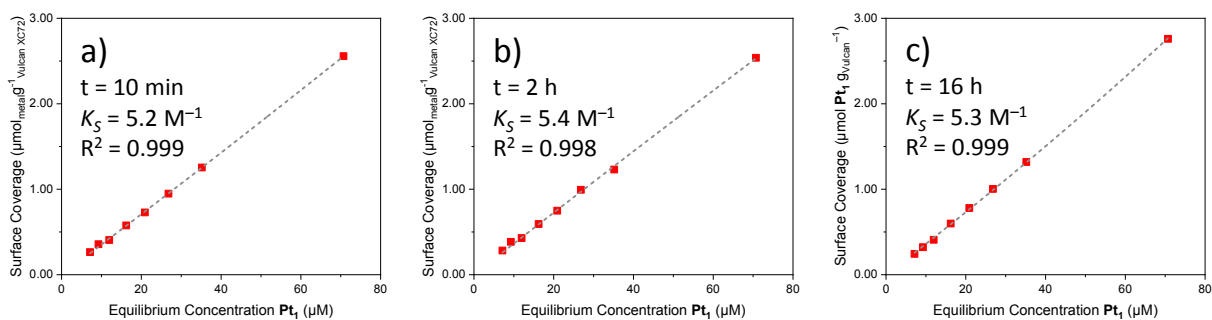 a)
t = 10 min
K_S = 5.2 M⁻¹
R² = 0.999
Surface Coverage (µmol_metal g⁻¹ _Vulcan XC72)
3.00
2.00
1.00
0.00
0 20 40 60 80
Equilibrium Concentration Pt₁ (µM)
b)
t = 2 h
K_S = 5.4 M⁻¹
R² = 0.998
Surface Coverage (µmol_metal g⁻¹ _Vulcan XC72)
3.00
2.00
1.00
0.00
0 20 40 60 80
Equilibrium Concentration Pt₁ (µM)
c)
t = 16 h
K_S = 5.3 M⁻¹
R² = 0.999
Surface Coverage (µmol Pt₁ g_Vulcan⁻¹)
3.00
2.00
1.00
0.00
0 20 40 60 80
Equilibrium Concentration Pt₁ (µM)